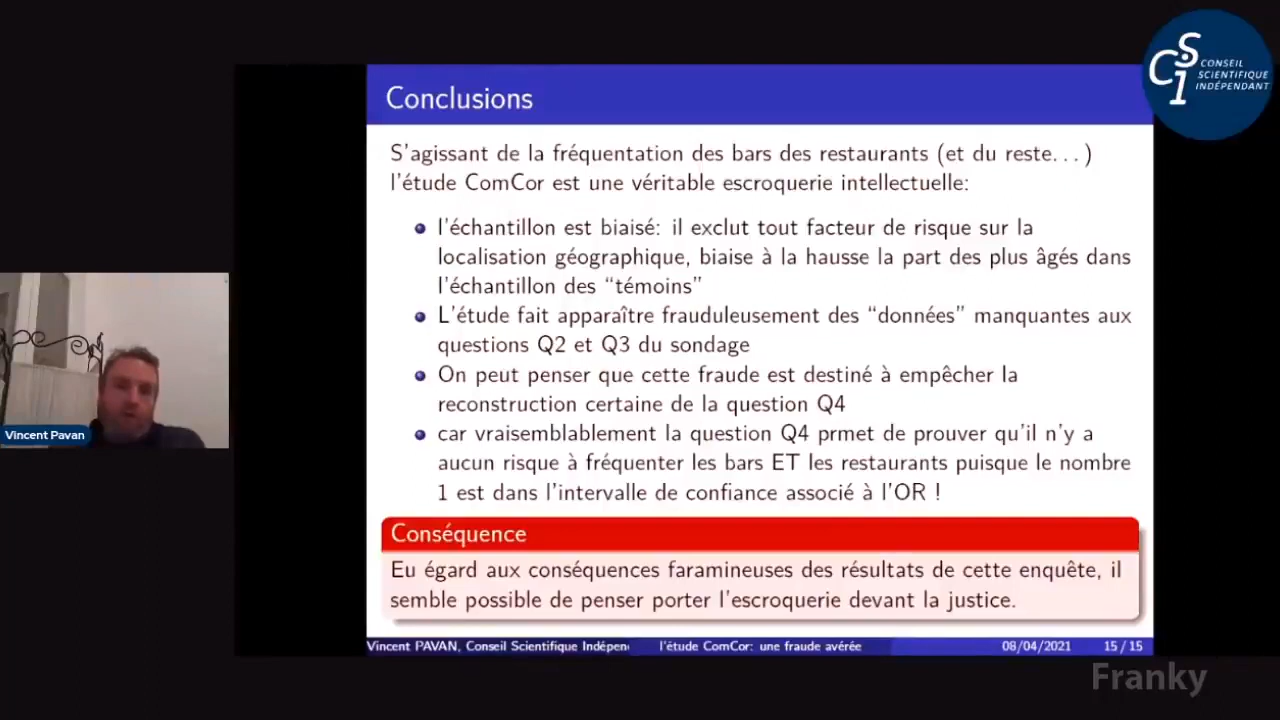 CSI CONSEIL
SCIENTIFIQUE
INDÉPENDANT
Conclusions
S'agissant de la fréquentation des bars des restaurants (et du reste...)
l'étude ComCor est une véritable escroquerie intellectuelle:
l'échantillon est biaisé: il exclut tout facteur de risque sur la
localisation géographique, biaise à la hausse la part des plus âgés dans
l'échantillon des “témoins”
L'étude fait apparaître frauduleusement des “données” manquantes aux
questions Q2 et Q3 du sondage
On peut penser que cette fraude est destiné à empêcher la
reconstruction certaine de la question Q4
car vraisemblablement la question Q4 prmet de prouver qu'il n'y a
aucun risque à fréquenter les bars ET les restaurants puisque le nombre
1 est dans l'intervalle de confiance associé à l'OR !
Conséquence
Eu égard aux conséquences faramineuses des résultats de cette enquête, il
semble possible de penser porter l'escroquerie devant la justice.
Vincent PAVAN, Conseil Scientifique Indépen l'étude ComCor: une fraude avérée 08/04/2021 15/15
Vincent Pavan
Franky